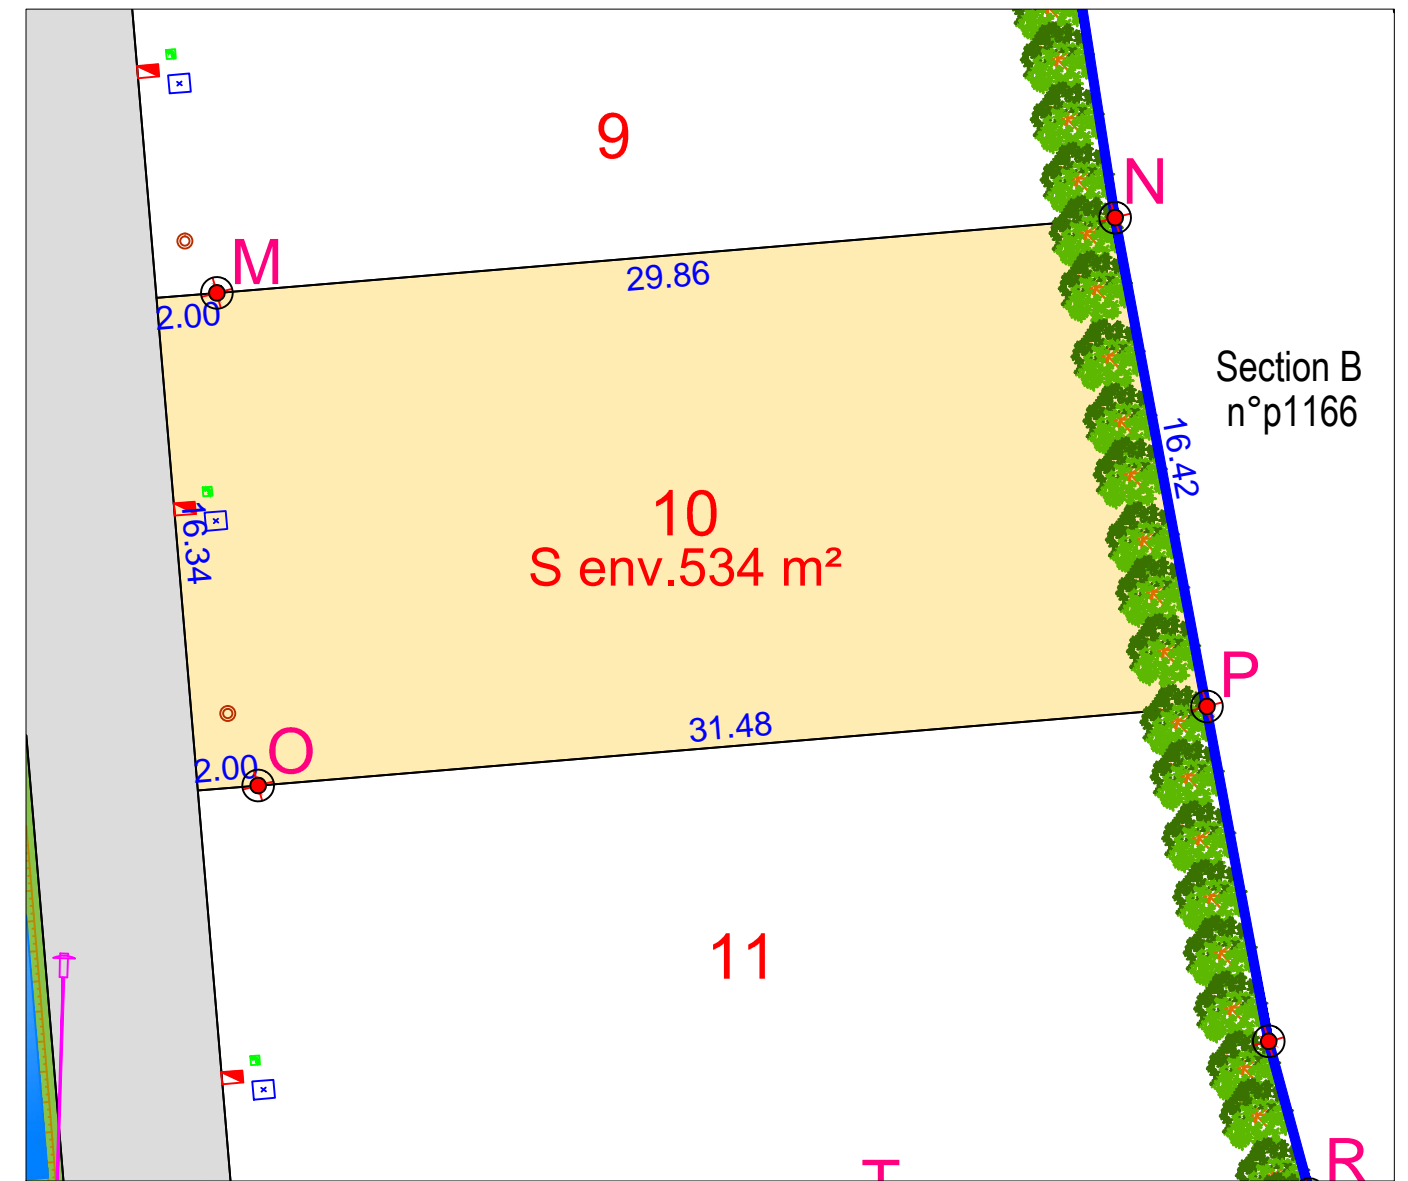 9
N
M
29.86
2.00
Section B
n°p1166
16.42
10
S env.534 m²
16.34
P
31.48
O
2.00
11
T
R